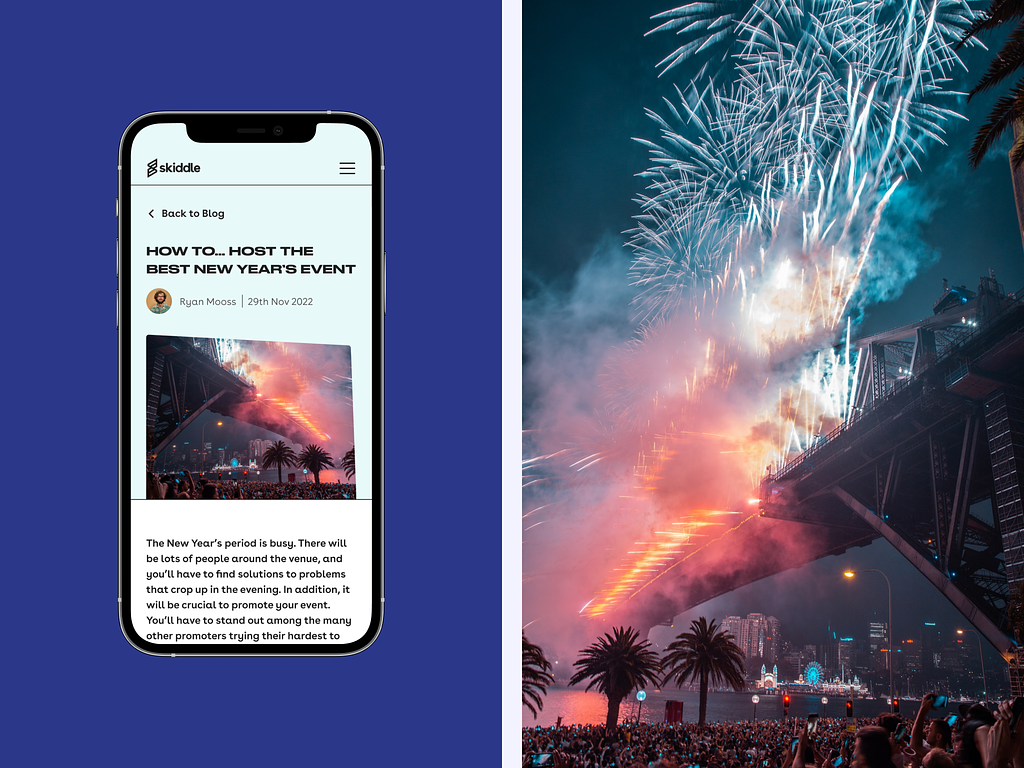 skiddle
Back to Blog
HOW TO... HOST THE
BEST NEW YEAR'S EVENT
Ryan Mooss | 29th Nov 2022
The New Year's period is busy. There will
be lots of people around the venue, and
you'll have to find solutions to problems
that crop up in the evening. In addition, it
will be crucial to promote your event.
You'll have to stand out among the many
other promoters trying their hardest to